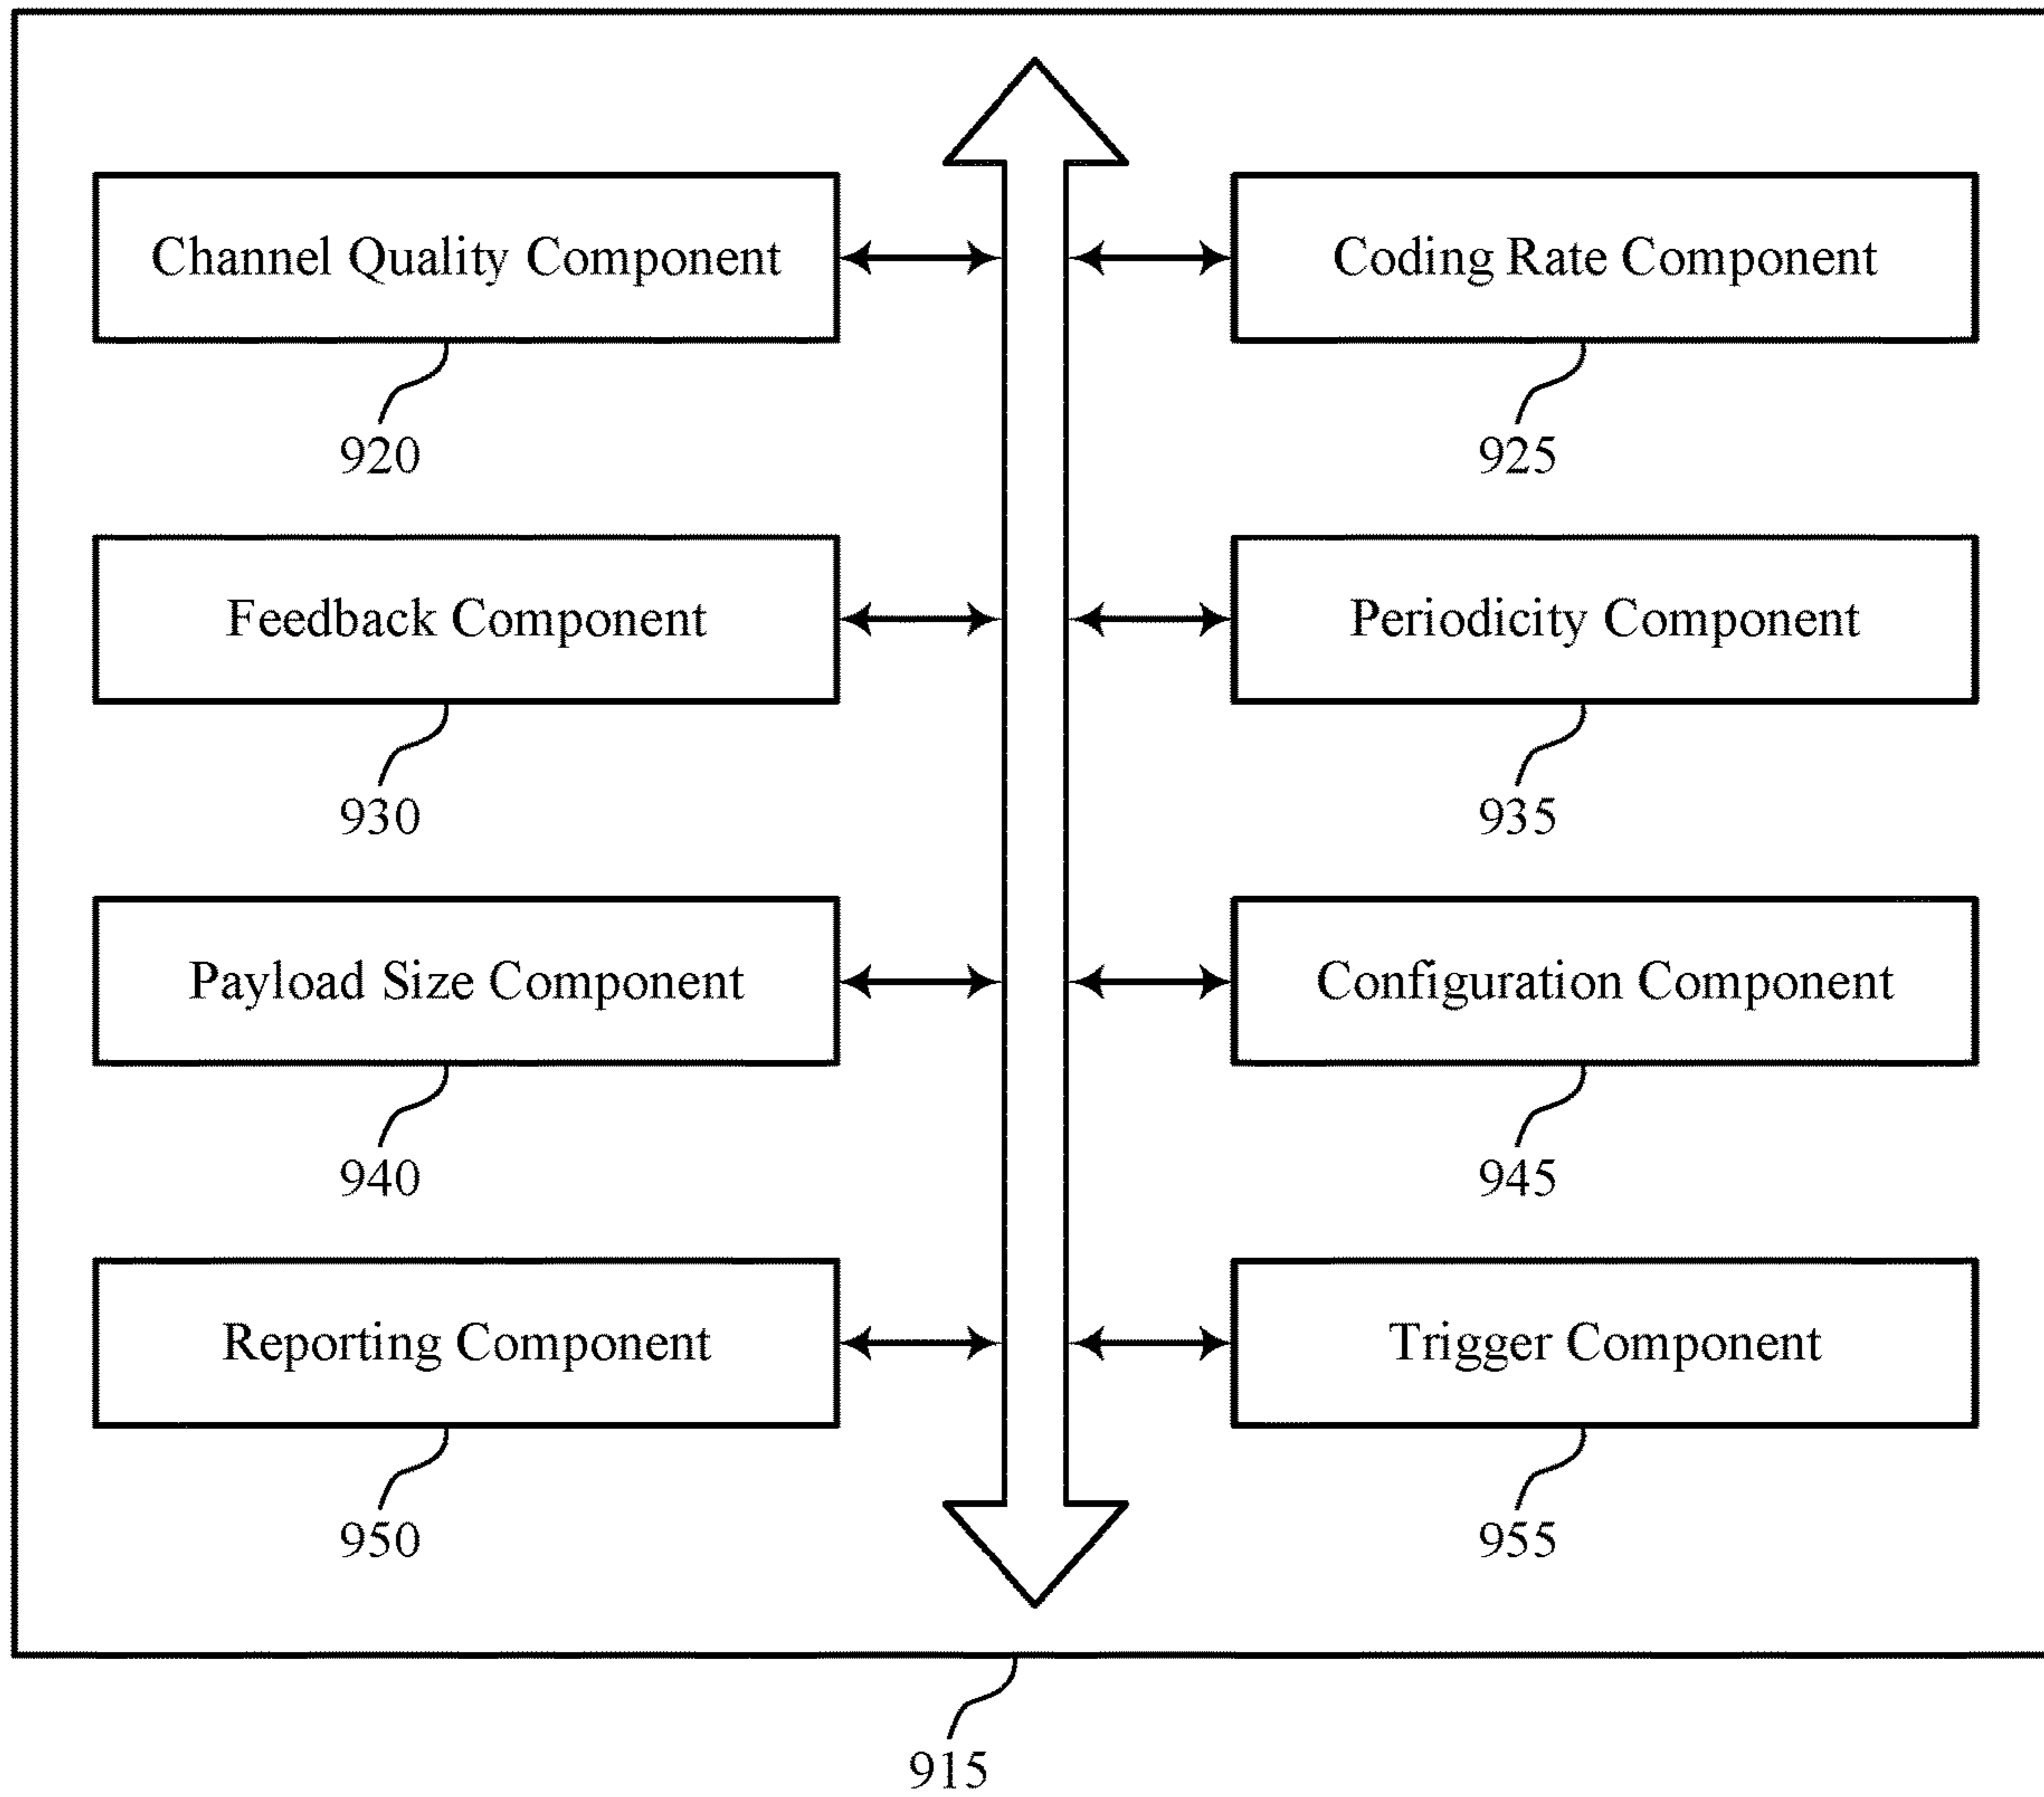 Channel Quality Component
Coding Rate Component
920
925
Feedback Component
Periodicity Component
930
935
Payload Size Component
Configuration Component
940
945
Reporting Component
Trigger Component
950
955
915